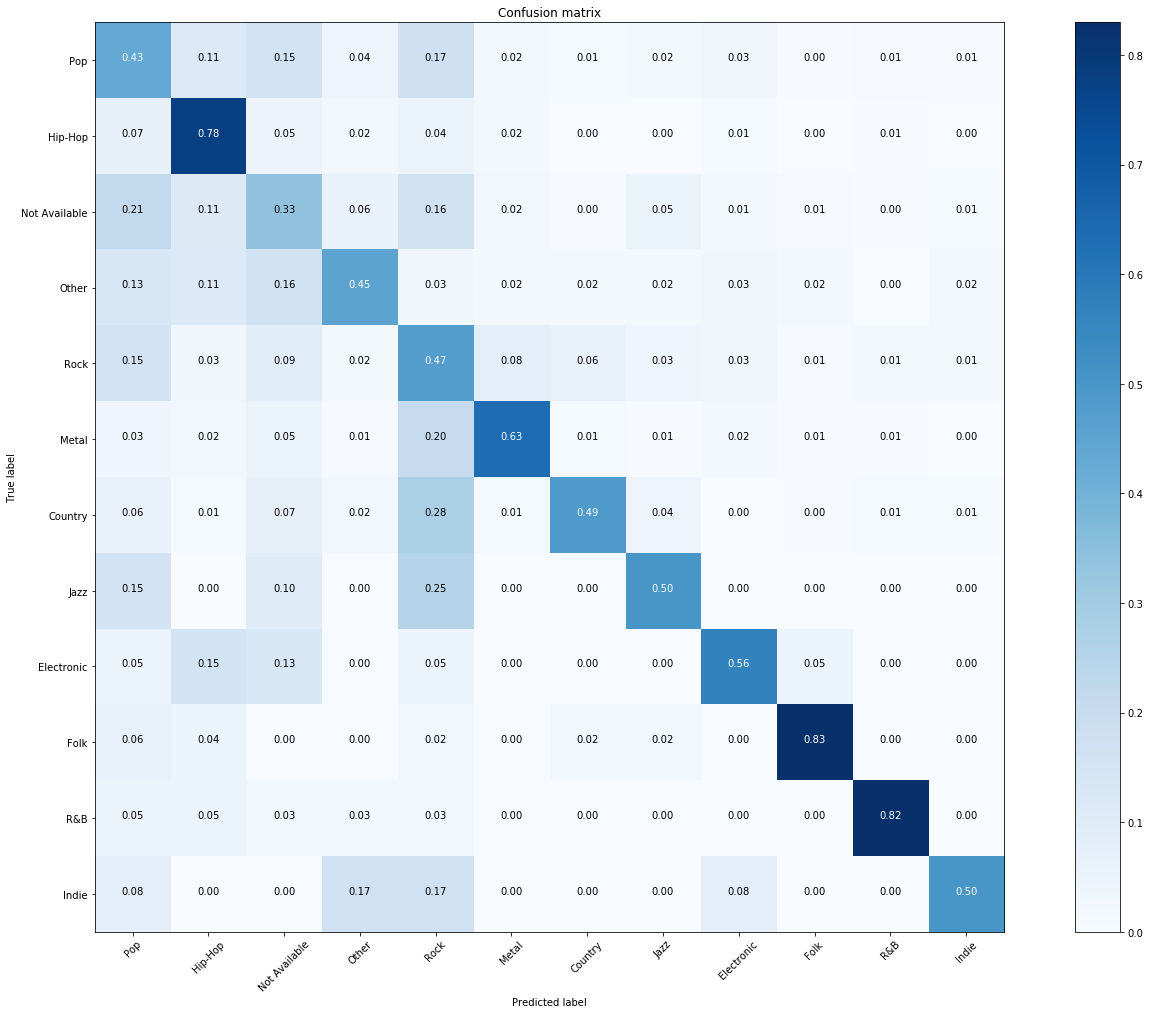 Confusion matrix
Pop 0.43 0.11 0.15 0.04 0.17 0.02 0.01 0.02 0.03 0.00 0.01 0.01
Hip-Hop 0.07 0.78 0.05 0.02 0.04 0.02 0.00 0.00 0.01 0.00 0.01 0.00
Not Available 0.21 0.11 0.33 0.06 0.16 0.02 0.00 0.05 0.01 0.01 0.00 0.01
Other 0.13 0.11 0.16 0.45 0.03 0.02 0.02 0.02 0.03 0.02 0.00 0.02
Rock 0.15 0.03 0.09 0.02 0.47 0.08 0.06 0.03 0.03 0.01 0.01 0.01
Metal 0.03 0.02 0.05 0.01 0.20 0.63 0.01 0.01 0.02 0.01 0.01 0.00
Country 0.06 0.01 0.07 0.02 0.28 0.01 0.49 0.04 0.00 0.00 0.01 0.01
Jazz 0.15 0.00 0.10 0.00 0.25 0.00 0.00 0.50 0.00 0.00 0.00 0.00
Electronic 0.05 0.15 0.13 0.00 0.05 0.00 0.00 0.00 0.56 0.05 0.00 0.00
Folk 0.06 0.04 0.00 0.00 0.02 0.00 0.02 0.02 0.00 0.83 0.00 0.00
R&B 0.05 0.05 0.03 0.03 0.03 0.00 0.00 0.00 0.00 0.00 0.82 0.00
Indie 0.08 0.00 0.00 0.17 0.17 0.00 0.00 0.00 0.08 0.00 0.00 0.50
True label
Pop Hip-Hop Not Available Other Rock Metal Country Jazz Electronic Folk R&B Indie
Predicted label
0.8
0.7
0.6
0.5
0.4
0.3
0.2
0.1
0.0